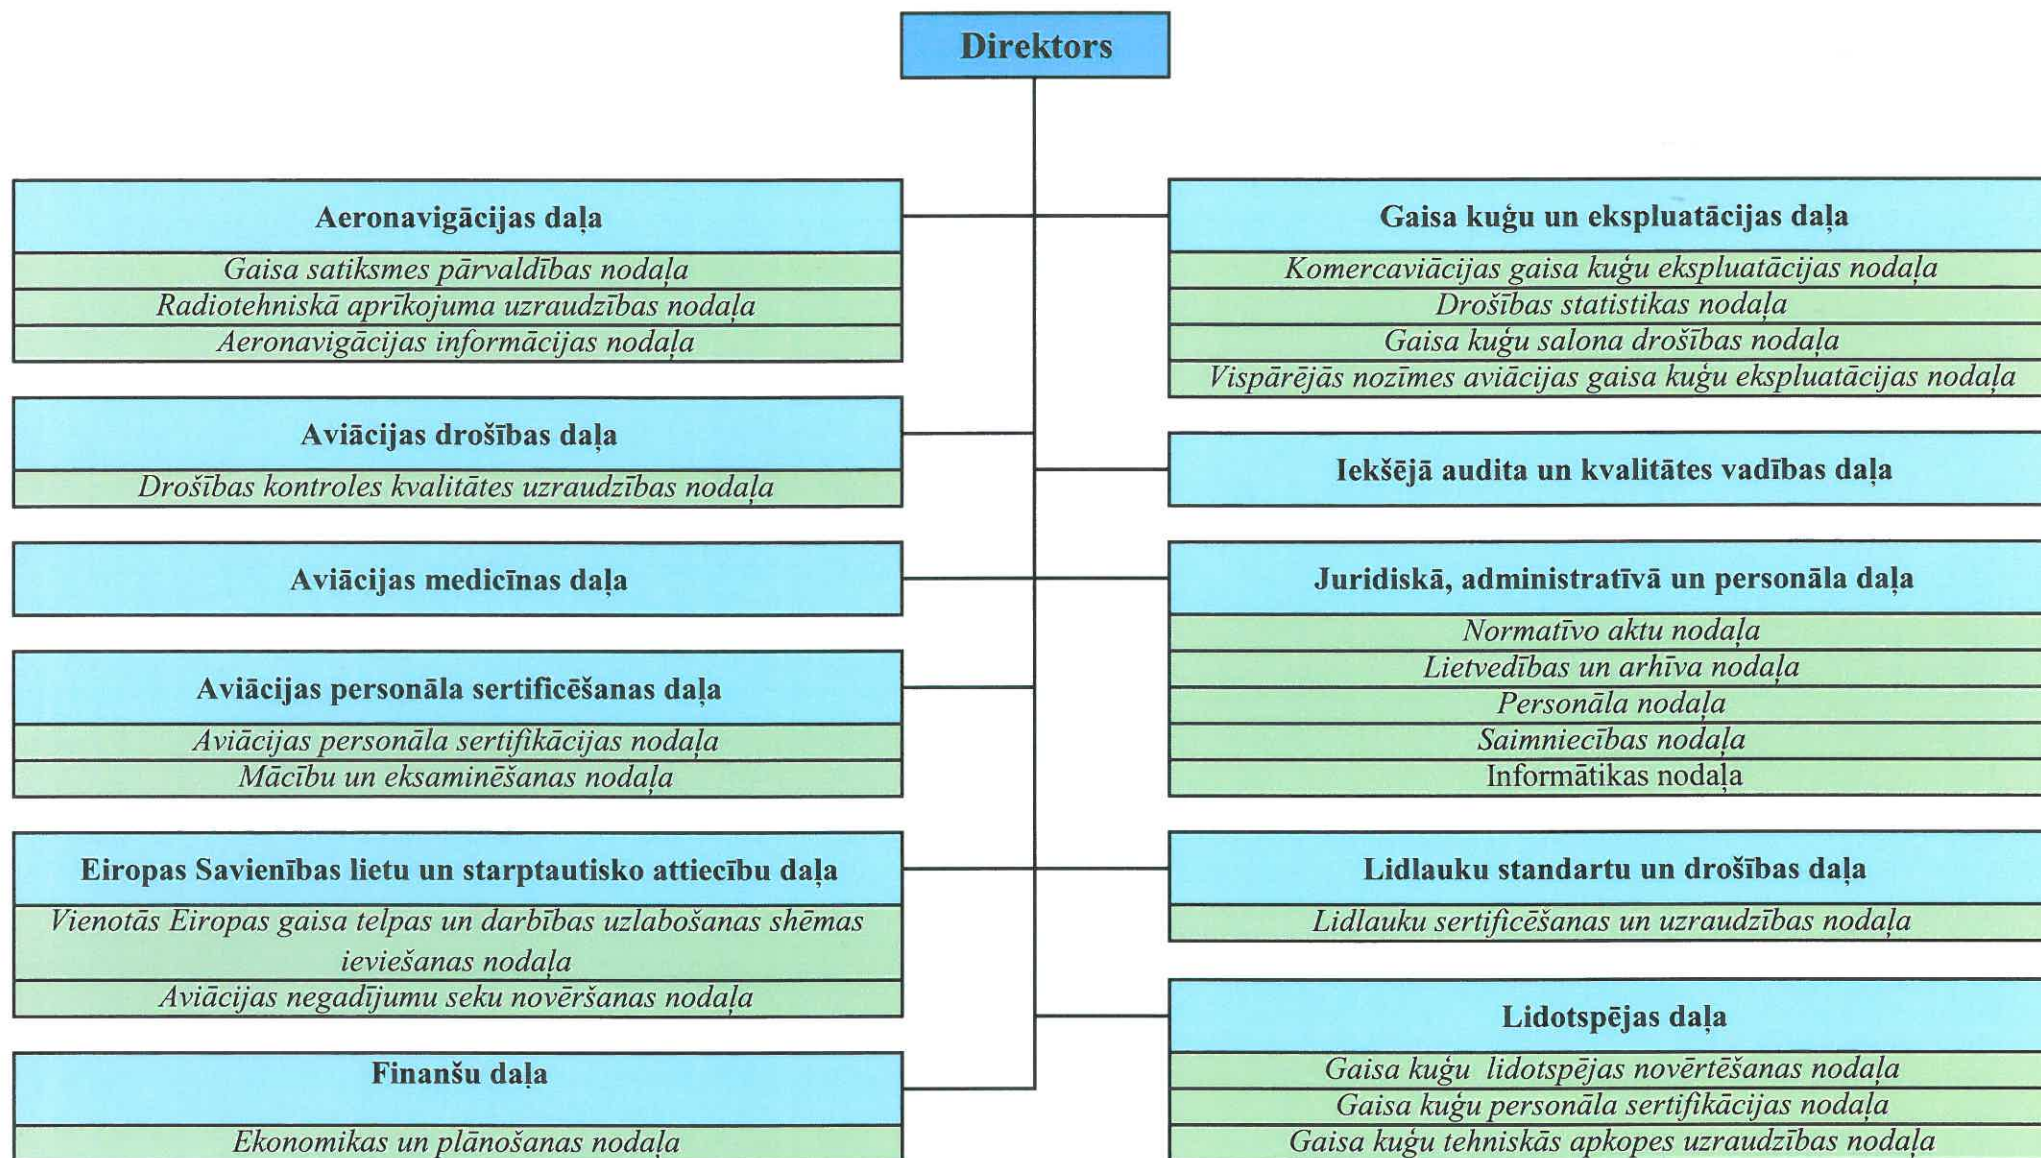 Direktors
Aeronavigācijas daļa
Gaisa satiksmes pārvaldības nodaļa
Radiotehniskā aprīkojuma uzraudzības nodaļa
Aeronavigācijas informācijas nodaļa
Aviācijas drošības daļa
Drošības kontroles kvalitātes uzraudzības nodaļa
Aviācijas medicīnas daļa
Aviācijas personāla sertificēšanas daļa
Aviācijas personāla sertifikācijas nodaļa
Mācību un eksaminēšanas nodaļa
Eiropas Savienības lietu un starptautisko attiecību daļa
Vienotās Eiropas gaisa telpas un darbības uzlabošanas shēmas
ieviešanas nodaļa
Aviācijas negadījumu seku novēršanas nodaļa
Finanšu daļa
Ekonomikas un plānošanas nodaļa
Gaisa kuģu un ekspluatācijas daļa
Komercaviācijas gaisa kuģu ekspluatācijas nodaļa
Drošības statistikas nodaļa
Gaisa kuģu salona drošības nodaļa
Vispārējās nozīmes aviācijas gaisa kuģu ekspluatācijas nodaļa
Iekšējā audita un kvalitātes vadības daļa
Juridiskā, administratīvā un personāla daļa
Normatīvo aktu nodaļa
Lietvedības un arhīva nodaļa
Personāla nodaļa
Saimniecības nodaļa
Informātikas nodaļa
Lidlauku standartu un drošības daļa
Lidlauku sertificēšanas un uzraudzības nodaļa
Lidotspējas daļa
Gaisa kuģu lidotspējas novērtēšanas nodaļa
Gaisa kuģu personāla sertifikācijas nodaļa
Gaisa kuģu tehniskās apkopes uzraudzības nodaļa